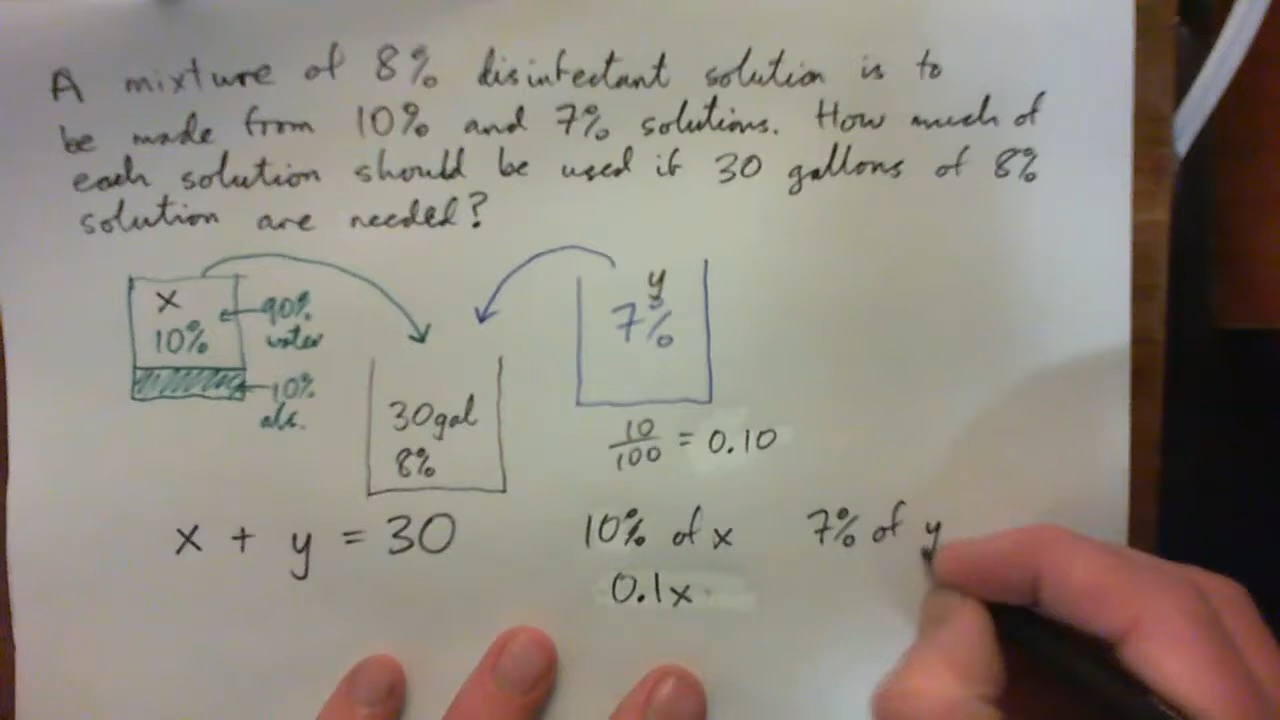 A mixture of 8% disinfectant solution is to
be made from 10% and 7% solutions. How much of
each solution should be used if 30 gallons of 8%
solution are needed?
x
10%
90%
water
10%
alc.
30gal
8%
y
7%
10/100 = 0.10
x + y = 30
10% of x
7% of y
0.1x